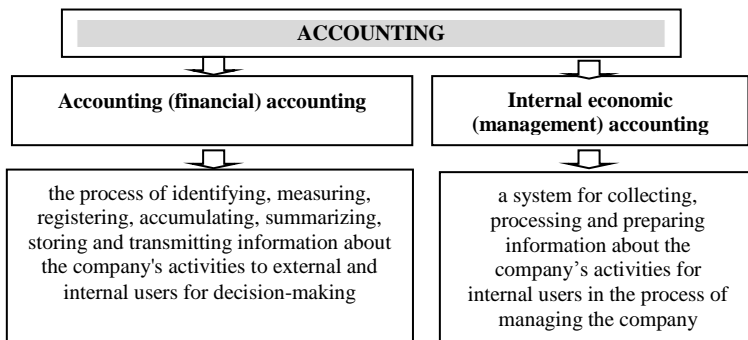 ACCOUNTING
Accounting (financial) accounting
Internal economic
(management) accounting
the process of identifying, measuring,
registering, accumulating, summarizing,
storing and transmitting information about
the company's activities to external and
internal users for decision-making
a system for collecting,
processing and preparing
information about the
company’s activities for
internal users in the process of
managing the company